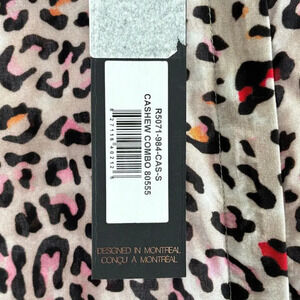 R5071-984-CAS-S
CASHEW COMBO 80555
DESIGNED IN MONTREAL
CONÇU À MONTRÉAL